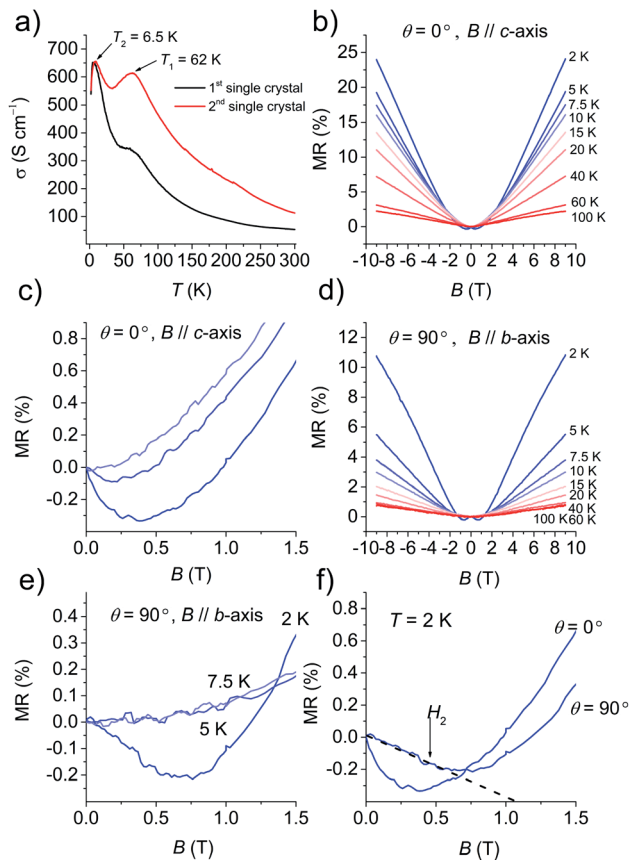 a)
T₂ = 6.5 K
T₁ = 62 K
1ˢᵗ single crystal
2ⁿᵈ single crystal
σ (S cm⁻¹)
700
600
500
400
300
200
100
0 50 100 150 200 250 300
T (K)
b)
θ = 0°, B // c-axis
MR (%)
25
20
15
10
5
0
2 K
5 K
7.5 K
10 K
15 K
20 K
40 K
60 K
100 K
-10 -8 -6 -4 -2 0 2 4 6 8 10
B (T)
c)
θ = 0°, B // c-axis
MR (%)
0.8
0.6
0.4
0.2
0.0
-0.2
0.0 0.5 1.0 1.5
B (T)
d)
θ = 90°, B // b-axis
MR (%)
12
10
8
6
4
2
0
2 K
5 K
7.5 K
10 K
15 K
20 K
40 K
100 K 60 K
-10 -8 -6 -4 -2 0 2 4 6 8 10
B (T)
e)
θ = 90°, B // b-axis
MR (%)
0.4
0.3
0.2
0.1
0.0
-0.1
-0.2
2 K
7.5 K
5 K
0.0 0.5 1.0 1.5
B (T)
f)
T = 2 K
θ = 0°
θ = 90°
H₂
MR (%)
0.8
0.6
0.4
0.2
0.0
-0.2
0.0 0.5 1.0 1.5
B (T)